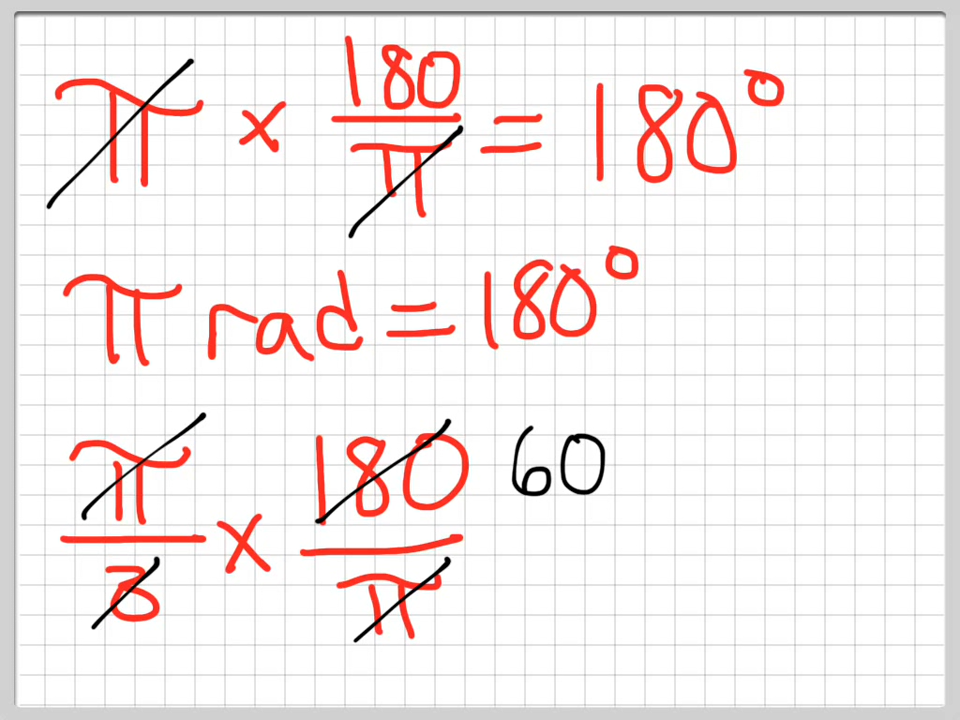 π × 180/π = 180°
π rad = 180°
π/3 × 180/π 60